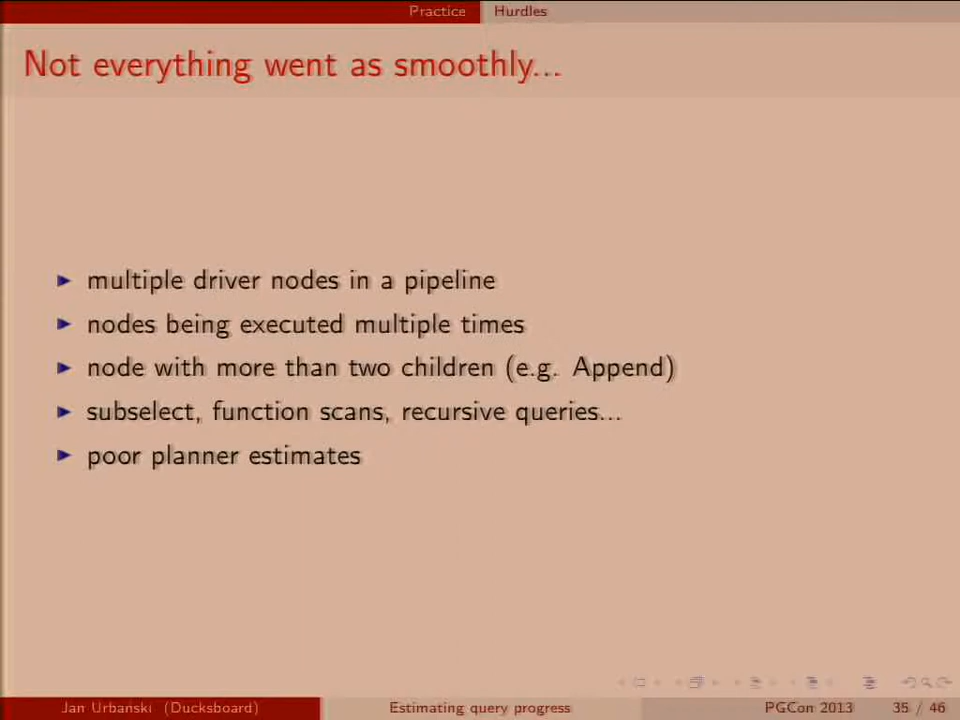 Practice Hurdles
Not everything went as smoothly...
multiple driver nodes in a pipeline
nodes being executed multiple times
node with more than two children (e.g. Append)
subselect, function scans, recursive queries...
poor planner estimates
Jan Urbański (Ducksboard) Estimating query progress PGCon 2013 35 / 46